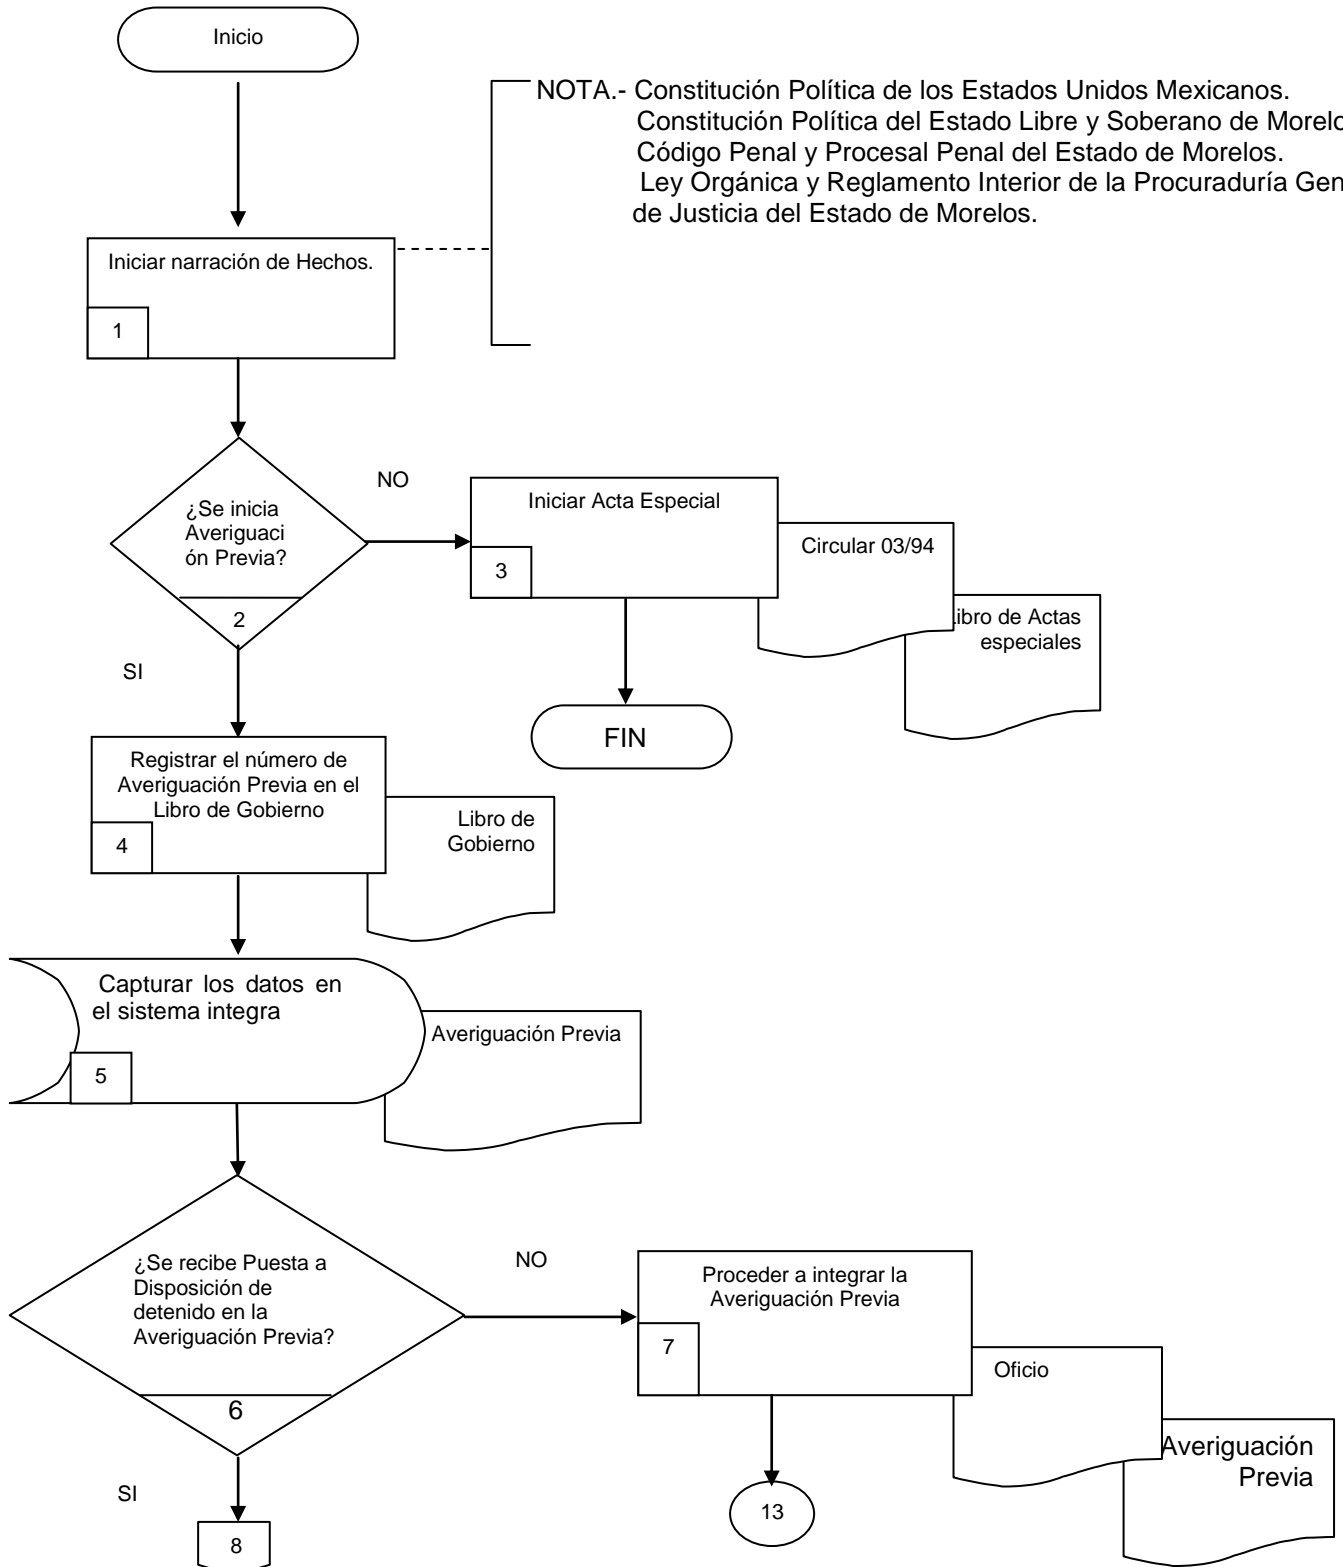 Inicio
NOTA.- Constitución Política de los Estados Unidos Mexicanos.
Constitución Política del Estado Libre y Soberano de Morelo
Código Penal y Procesal Penal del Estado de Morelos.
Ley Orgánica y Reglamento Interior de la Procuraduría Gen
de Justicia del Estado de Morelos.
Iniciar narración de Hechos.
1
¿Se inicia
Averiguaci
ón Previa?
2
NO
SI
Iniciar Acta Especial
3
Circular 03/94
ibro de Actas
especiales
FIN
Registrar el número de
Averiguación Previa en el
Libro de Gobierno
4
Libro de
Gobierno
Capturar los datos en
el sistema integra
5
Averiguación Previa
¿Se recibe Puesta a
Disposición de
detenido en la
Averiguación Previa?
6
NO
SI
Proceder a integrar la
Averiguación Previa
7
Oficio
Averiguación
Previa
13
8